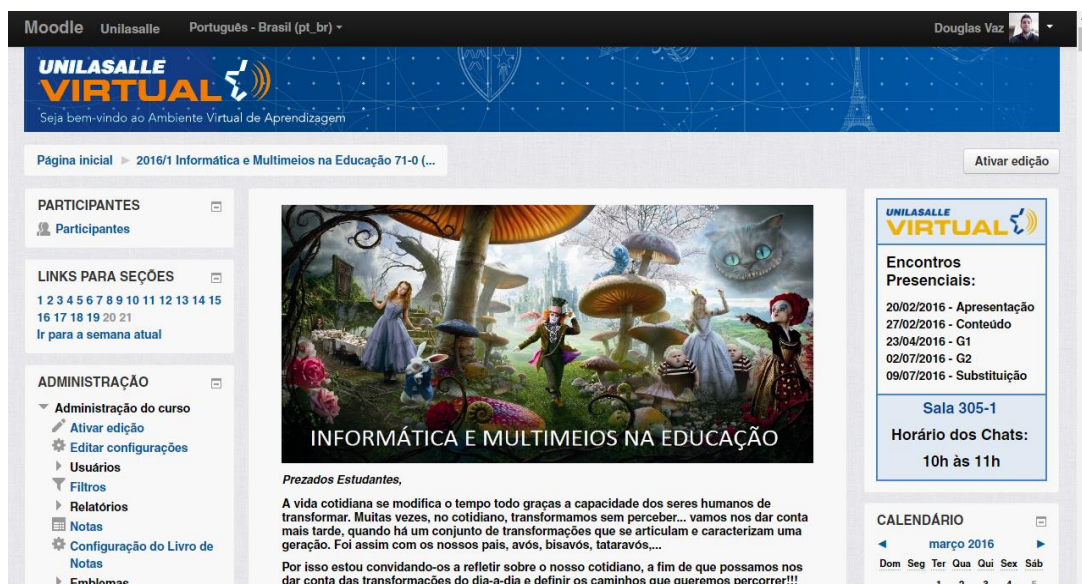 Moodle Unilasalle Português - Brasil (pt_br)
Douglas Vaz
UNILASALLE
VIRTUAL
Seja bem-vindo ao Ambiente Virtual de Aprendizagem
Página inicial 2016/1 Informática e Multimeios na Educação 71-0 (...
Ativar edição
PARTICIPANTES
Participantes
LINKS PARA SEÇÕES
1 2 3 4 5 6 7 8 9 10 11 12 13 14 15
16 17 18 19 20 21
Ir para a semana atual
ADMINISTRAÇÃO
Administração do curso
Ativar edição
Editar configurações
Usuários
Filtros
Relatórios
Notas
Configuração do Livro de
Notas
Emblemas
INFORMÁTICA E MULTIMEIOS NA EDUCAÇÃO
Prezados Estudantes,
A vida cotidiana se modifica o tempo todo graças a capacidade dos seres humanos de
transformar. Muitas vezes, no cotidiano, transformamos sem perceber... vamos nos dar conta
mais tarde, quando há um conjunto de transformações que se articulam e caracterizam uma
geração. Foi assim com os nossos pais, avós, bisavós, tataravós,...
Por isso estou convidando-os a refletir sobre o nosso cotidiano, a fim de que possamos nos
dar conta das transformações do dia-a-dia e definir os caminhos que queremos percorrer!!!
UNILASALLE
VIRTUAL
Encontros
Presenciais:
20/02/2016 - Apresentação
27/02/2016 - Conteúdo
23/04/2016 - G1
02/07/2016 - G2
09/07/2016 - Substituição
Sala 305-1
Horário dos Chats:
10h às 11h
CALENDÁRIO
março 2016
Dom Seg Ter Qua Qui Sex Sáb
1 2 3 4 5